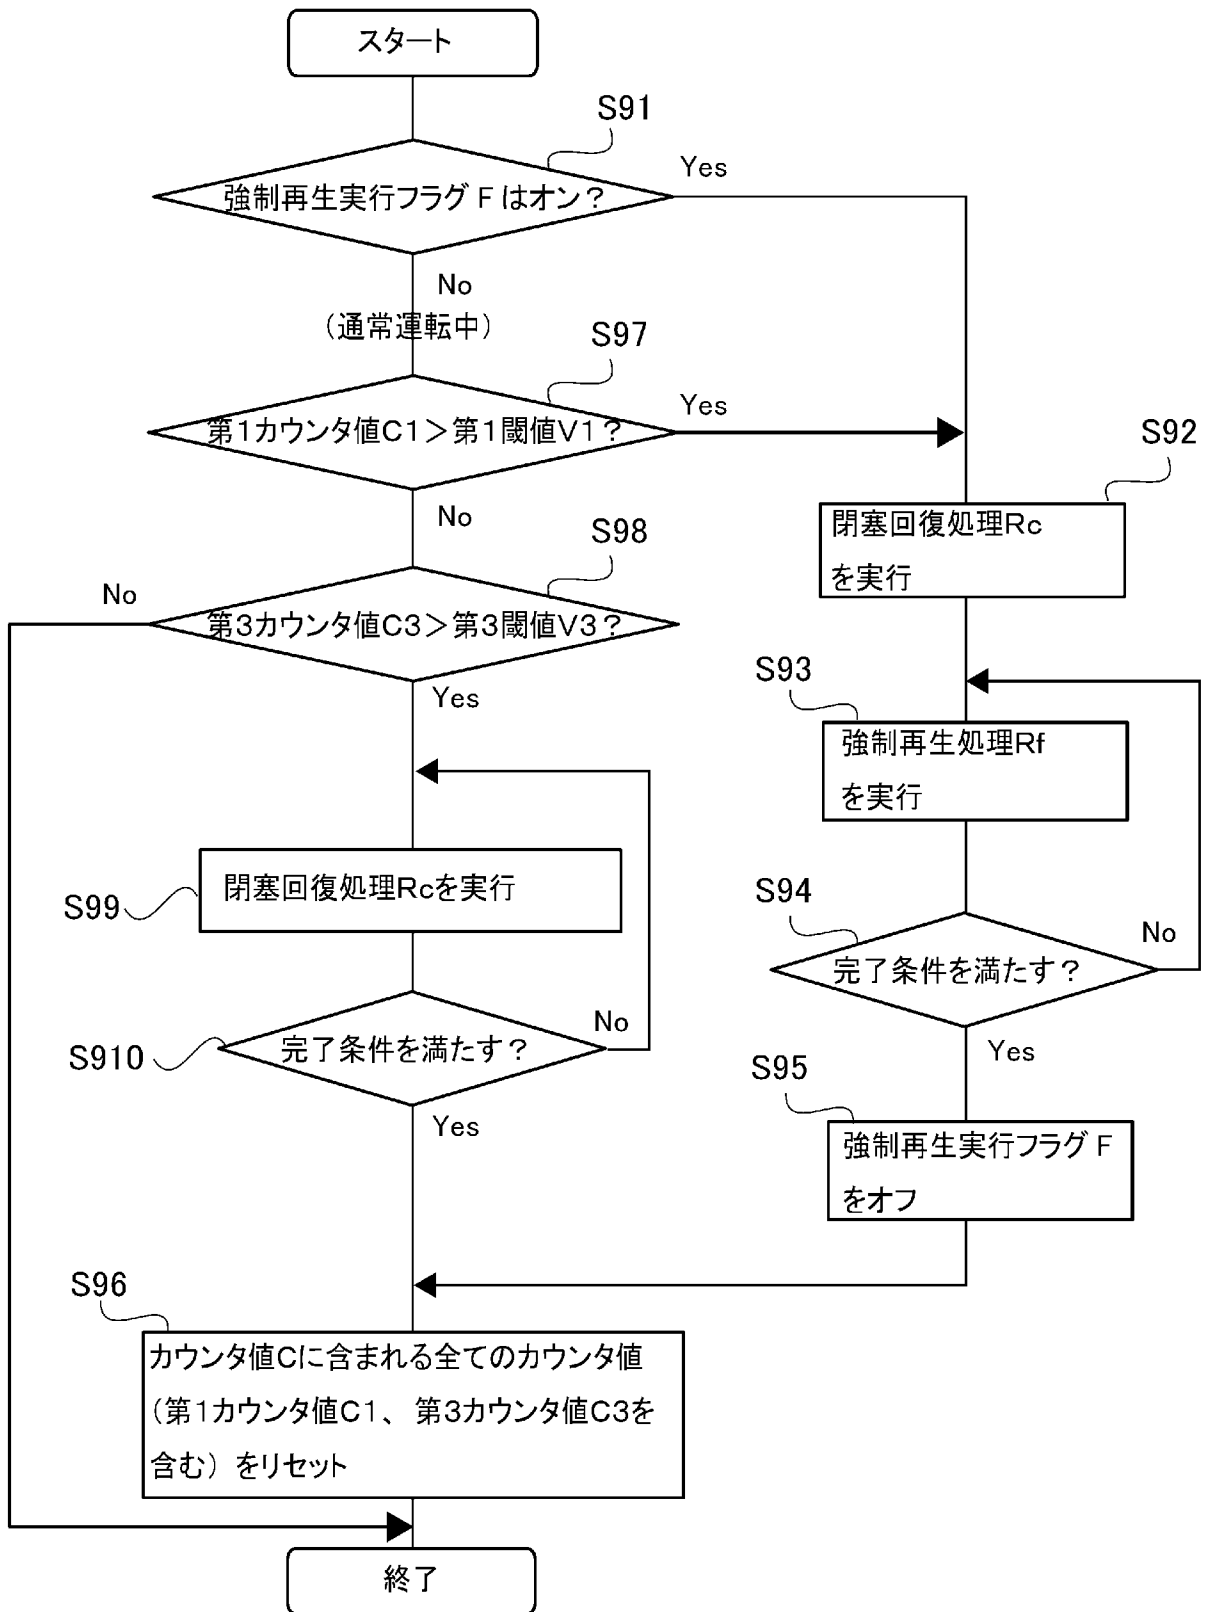 スタート
S91
強制再生実行フラグFはオン？
Yes
No
（通常運転中）
S97
第1カウンタ値C1＞第1閾値V1？
Yes
No
S92
閉塞回復処理Rc
を実行
S98
No
第3カウンタ値C3＞第3閾値V3？
Yes
S93
強制再生処理Rf
を実行
S99
閉塞回復処理Rcを実行
S94
完了条件を満たす？
No
Yes
S910
完了条件を満たす？
No
Yes
S95
強制再生実行フラグF
をオフ
S96
カウンタ値Cに含まれる全てのカウンタ値
（第1カウンタ値C1、第3カウンタ値C3を
含む）をリセット
終了